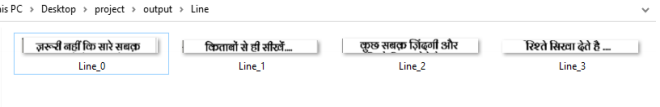 is PC > Desktop > project > output > Line
ज़रूरी नहीं कि सारे सबक़
किताबों से ही सीखें....
कुछ सबक़ ज़िंदगी और
रिश्ते सिखा देते है ....
Line_0
Line_1
Line_2
Line_3